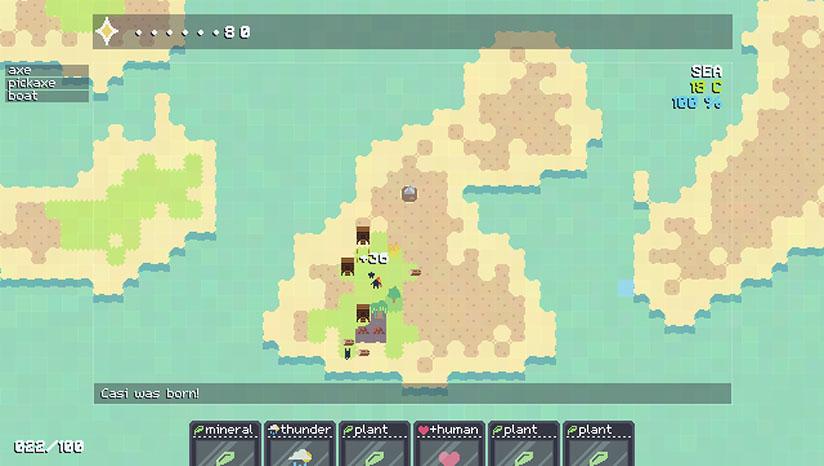 80
axe
pickaxe
boat
SEA
18 C
100 %
+30
Casi was born!
mineral
thunder
plant
+human
plant
plant
022/100